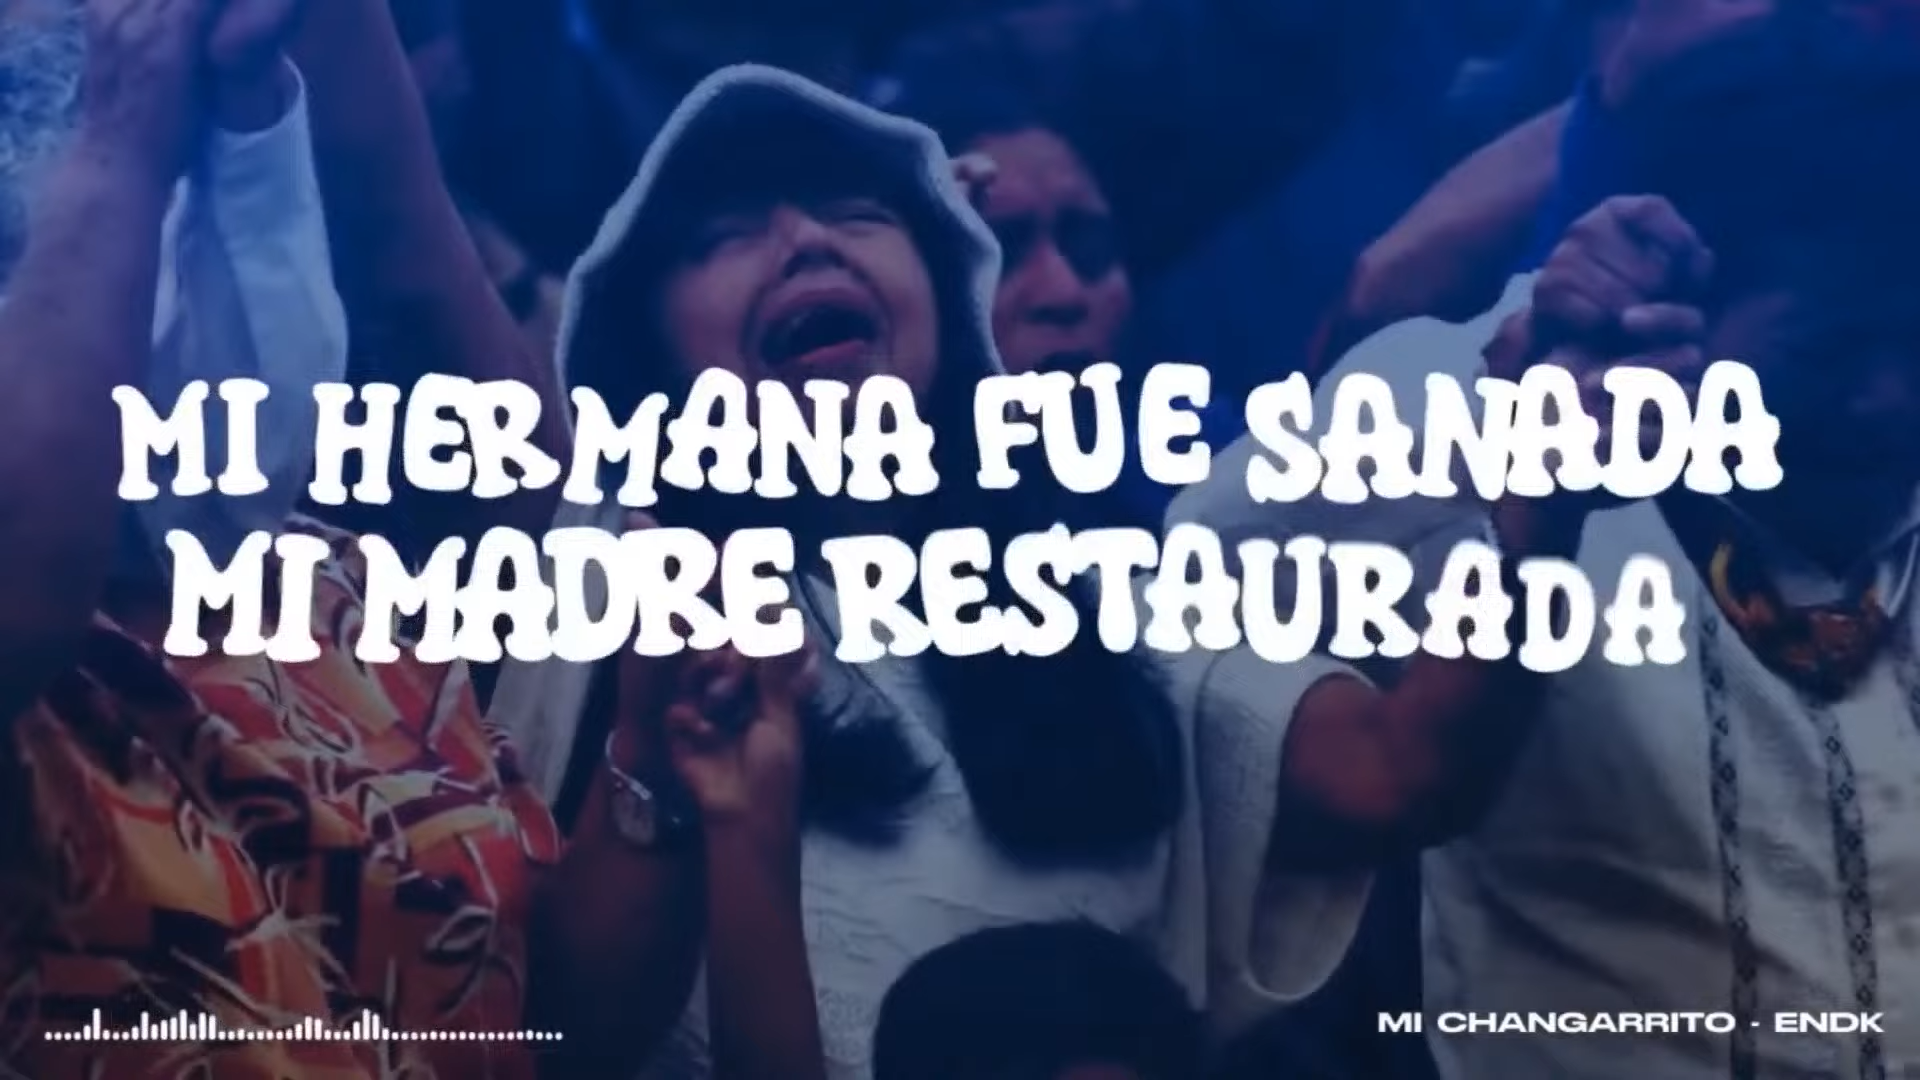 MI HERMANA FUE SANADA
MI MADRE RESTAURADA
MI CHANGARRITO - ENDK